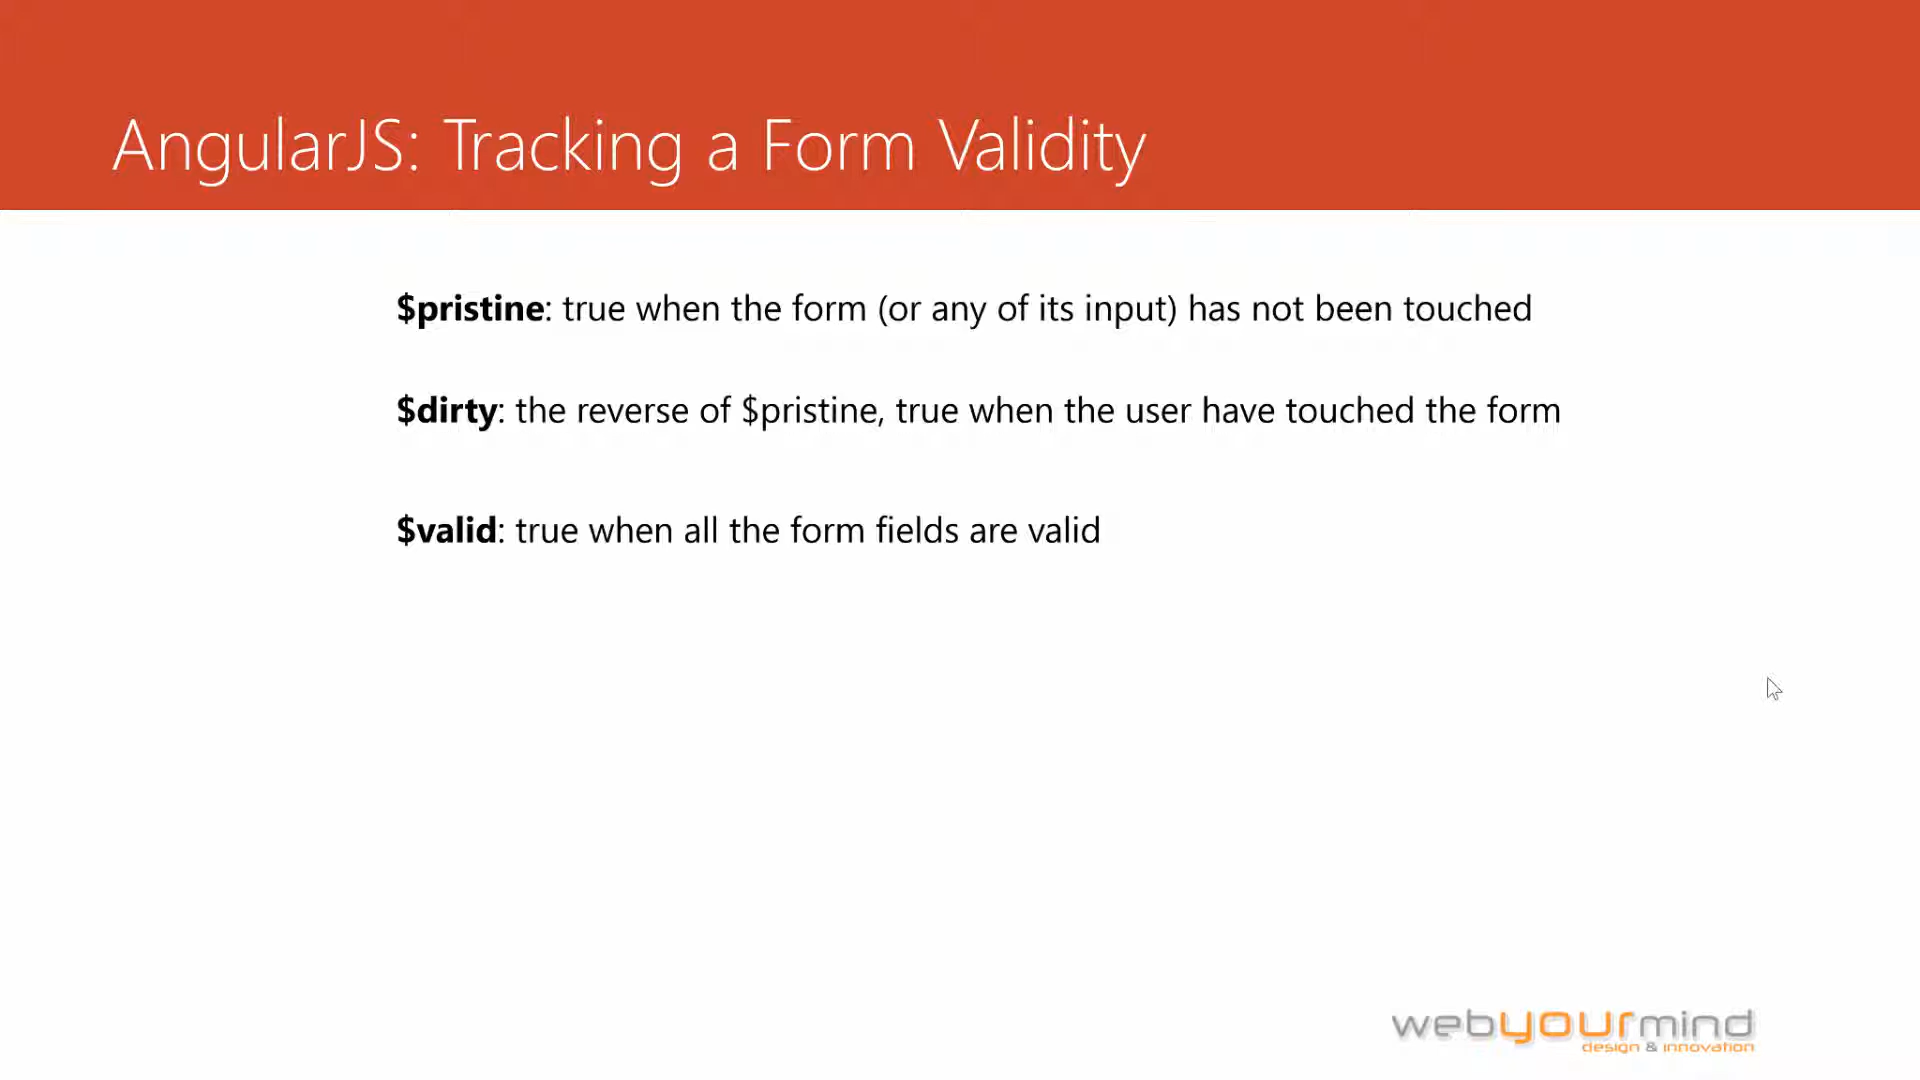 AngularJS: Tracking a Form Validity
$pristine: true when the form (or any of its input) has not been touched
$dirty: the reverse of $pristine, true when the user have touched the form
$valid: true when all the form fields are valid
webyourmind
design & innovation